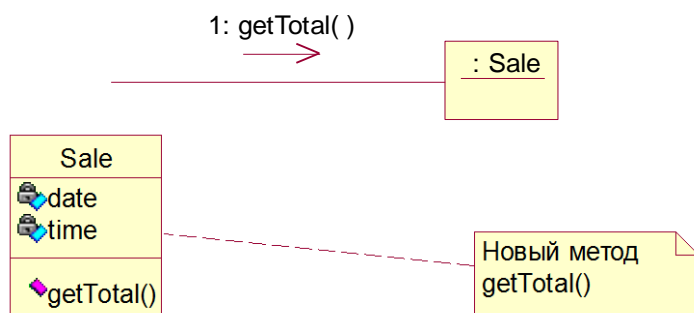 1: getTotal( )
: Sale
Sale
date
time
getTotal()
Новый метод
getTotal()